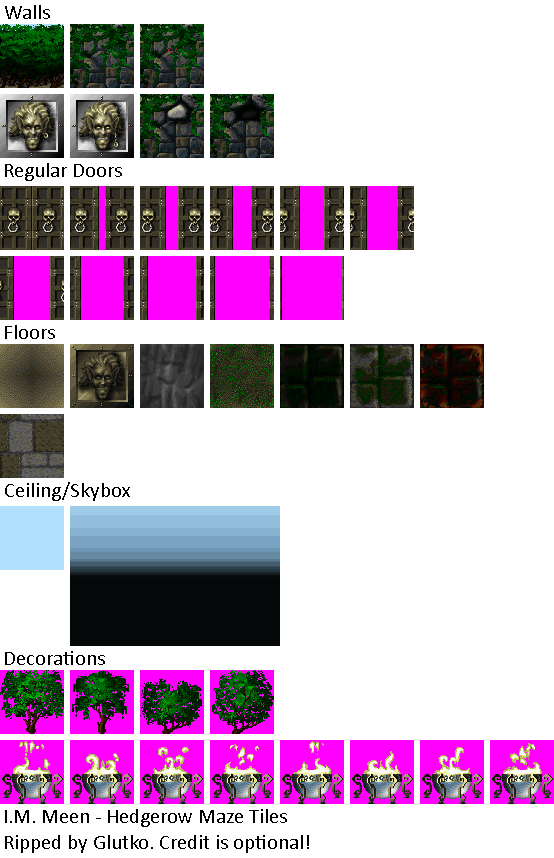 Walls
Regular Doors
Floors
Ceiling/Skybox
Decorations
I.M. Meen - Hedgerow Maze Tiles
Ripped by Glutko. Credit is optional!